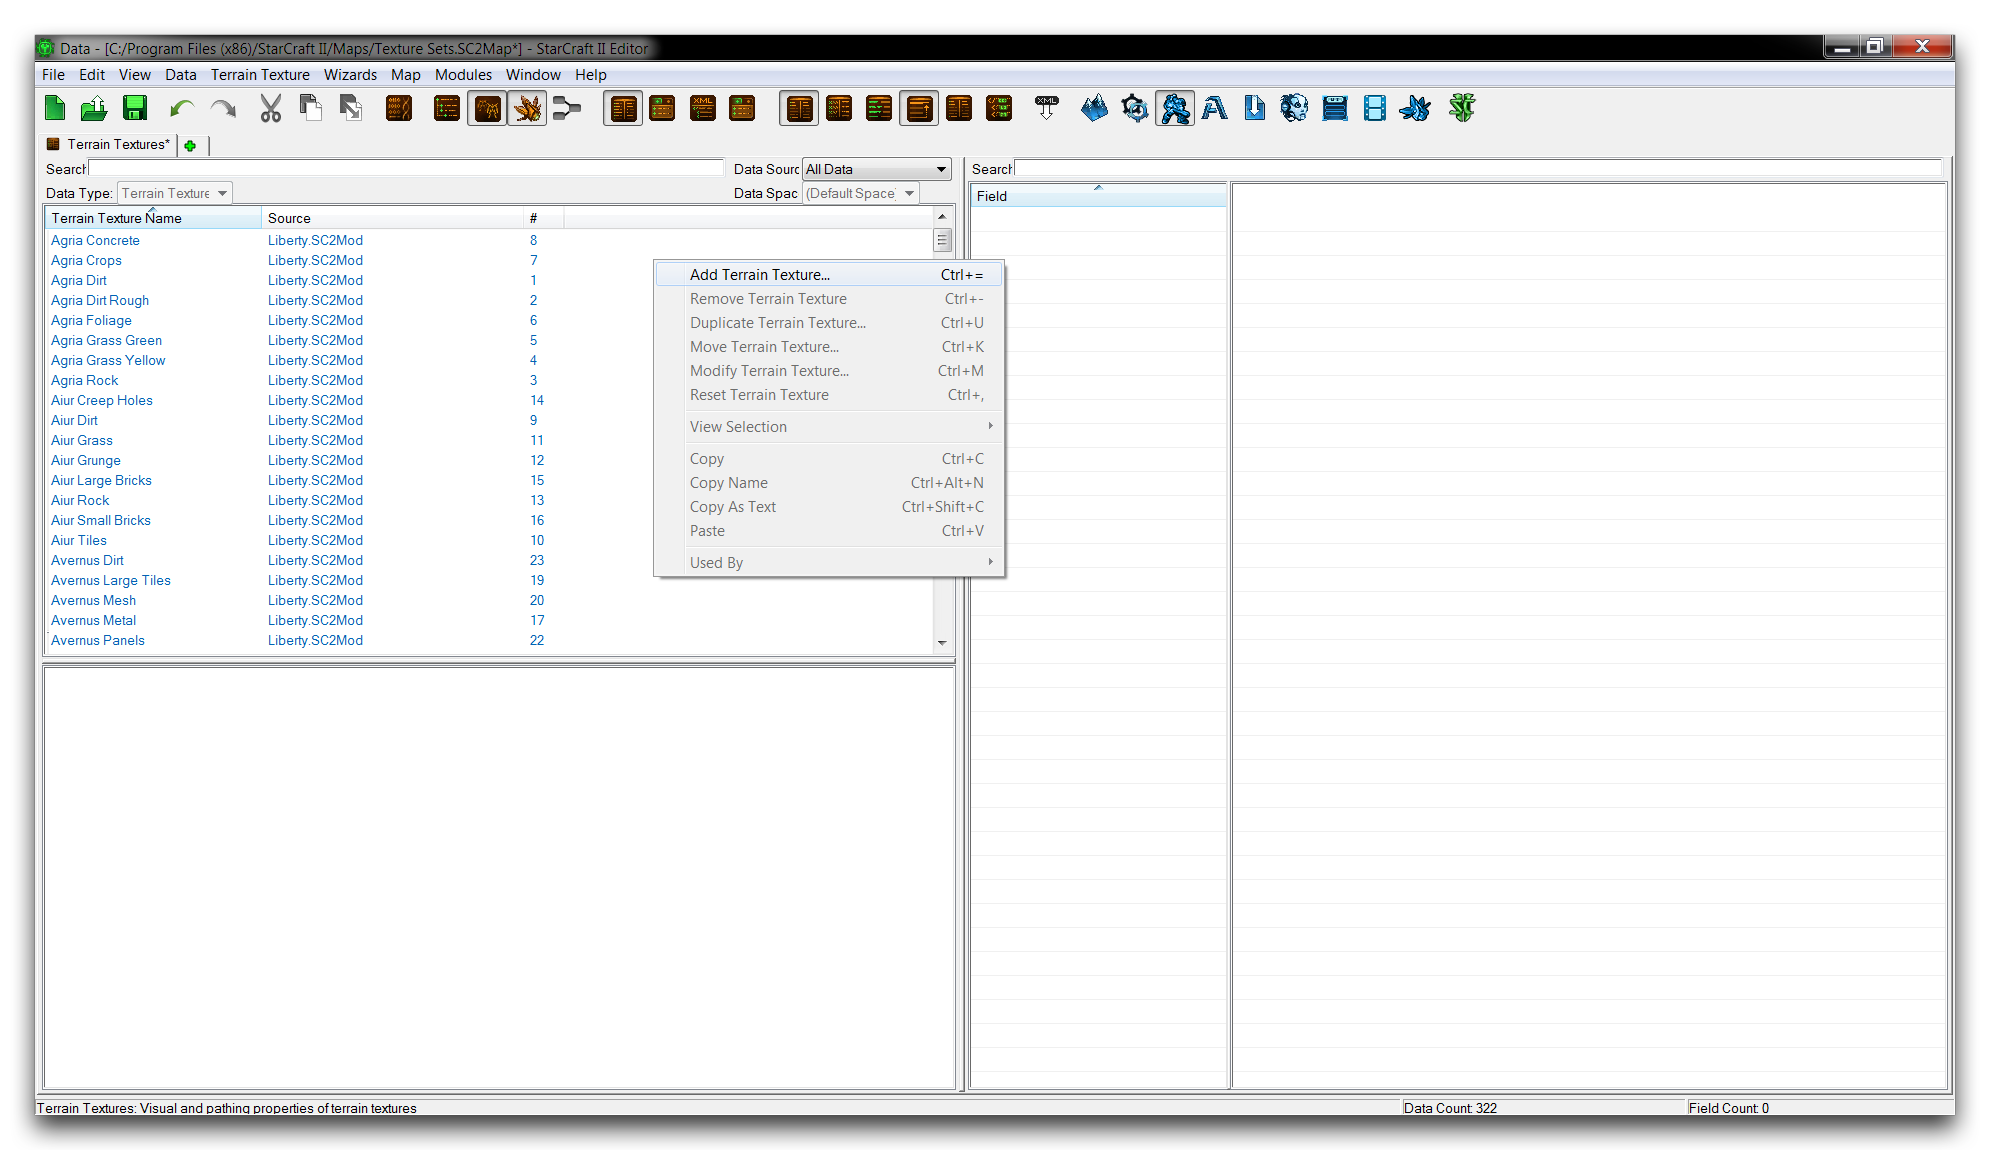 Data - [C:/Program Files (x86)/StarCraft II/Maps/Texture Sets.SC2Map*] - StarCraft II Editor
File Edit View Data Terrain Texture Wizards Map Modules Window Help
Terrain Textures*
Search Data Sourc All Data Search
Data Type: Terrain Texture Data Spac (Default Space)
Field
Terrain Texture Name Source #
Agria Concrete Liberty.SC2Mod 8
Agria Crops Liberty.SC2Mod 7
Agria Dirt Liberty.SC2Mod 1
Agria Dirt Rough Liberty.SC2Mod 2
Agria Foliage Liberty.SC2Mod 6
Agria Grass Green Liberty.SC2Mod 5
Agria Grass Yellow Liberty.SC2Mod 4
Agria Rock Liberty.SC2Mod 3
Aiur Creep Holes Liberty.SC2Mod 14
Aiur Dirt Liberty.SC2Mod 9
Aiur Grass Liberty.SC2Mod 11
Aiur Grunge Liberty.SC2Mod 12
Aiur Large Bricks Liberty.SC2Mod 15
Aiur Rock Liberty.SC2Mod 13
Aiur Small Bricks Liberty.SC2Mod 16
Aiur Tiles Liberty.SC2Mod 10
Avernus Dirt Liberty.SC2Mod 23
Avernus Large Tiles Liberty.SC2Mod 19
Avernus Mesh Liberty.SC2Mod 20
Avernus Metal Liberty.SC2Mod 17
Avernus Panels Liberty.SC2Mod 22
Add Terrain Texture... Ctrl+=
Remove Terrain Texture Ctrl+-
Duplicate Terrain Texture... Ctrl+U
Move Terrain Texture... Ctrl+K
Modify Terrain Texture... Ctrl+M
Reset Terrain Texture Ctrl+,
View Selection
Copy Ctrl+C
Copy Name Ctrl+Alt+N
Copy As Text Ctrl+Shift+C
Paste Ctrl+V
Used By
Terrain Textures: Visual and pathing properties of terrain textures Data Count: 322 Field Count: 0